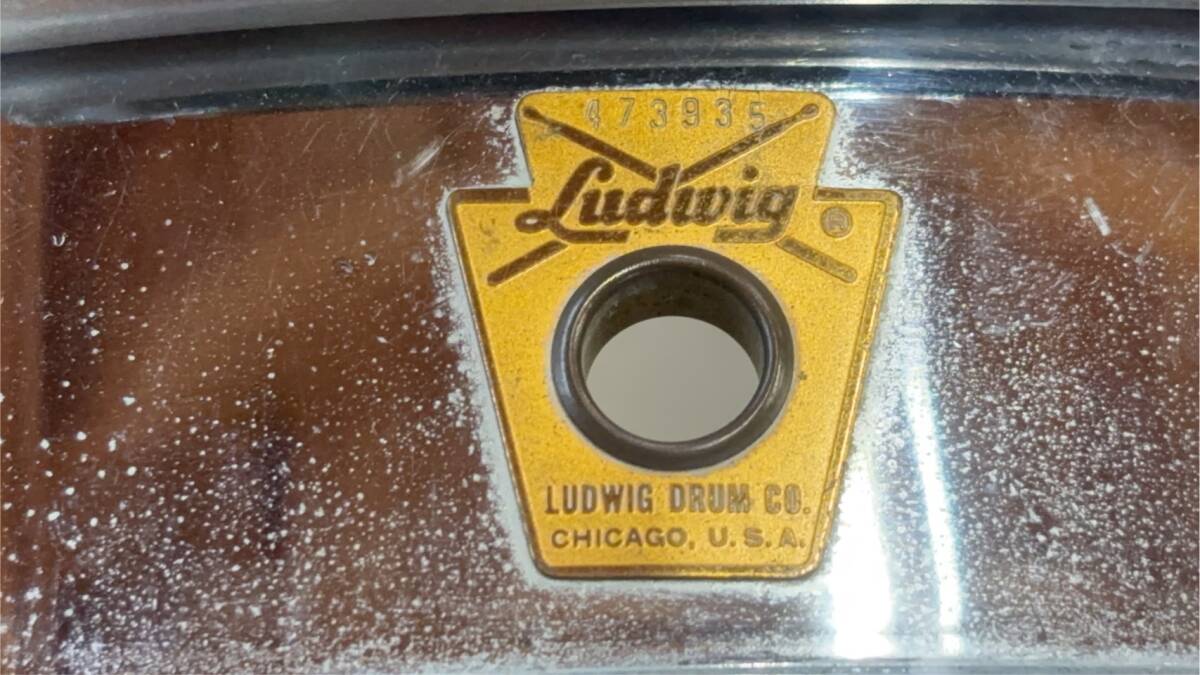 473935
Ludwig
®
LUDWIG DRUM CO.
CHICAGO, U.S.A.